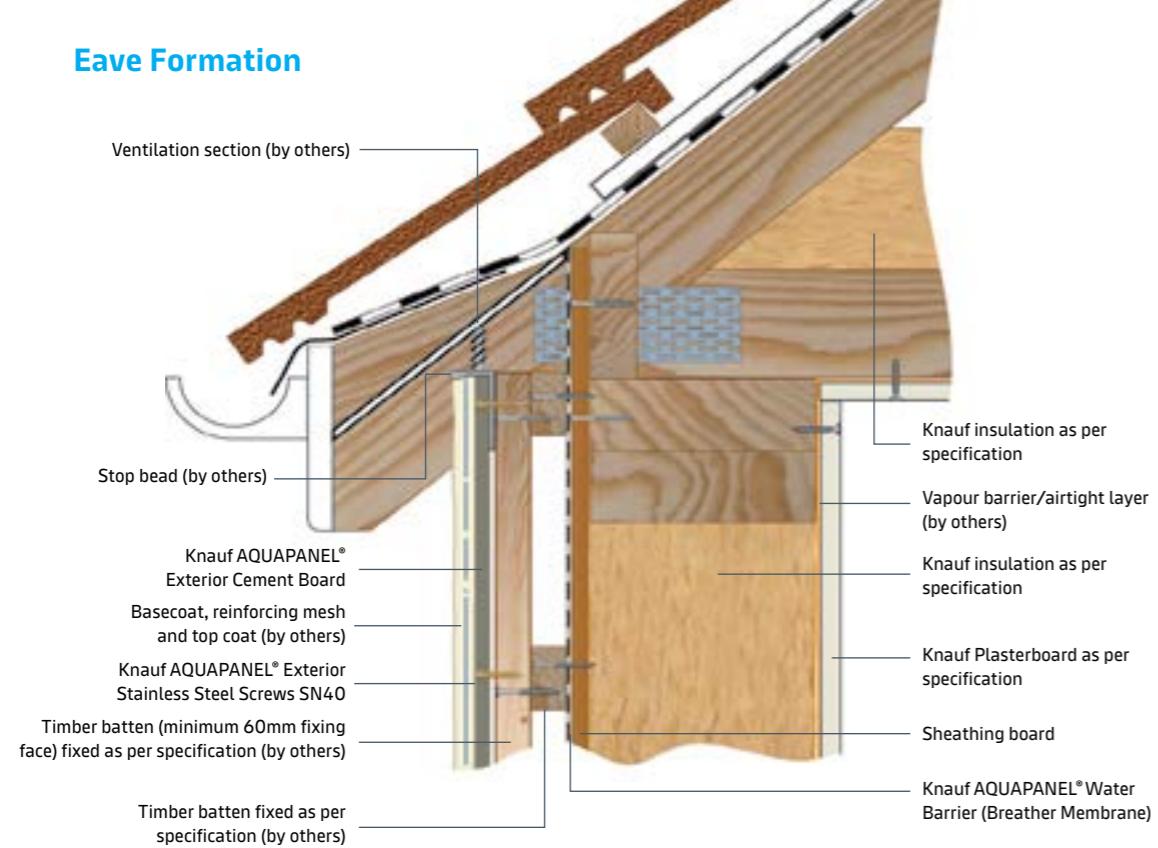 Eave Formation
Ventilation section (by others)
Stop bead (by others)
Knauf AQUAPANEL®
Exterior Cement Board
Basecoat, reinforcing mesh
and top coat (by others)
Knauf AQUAPANEL® Exterior
Stainless Steel Screws SN40
Timber batten (minimum 60mm fixing
face) fixed as per specification (by others)
Timber batten fixed as per
specification (by others)
Knauf insulation as per
specification
Vapour barrier/airtight layer
(by others)
Knauf insulation as per
specification
Knauf Plasterboard as per
specification
Sheathing board
Knauf AQUAPANEL® Water
Barrier (Breather Membrane)